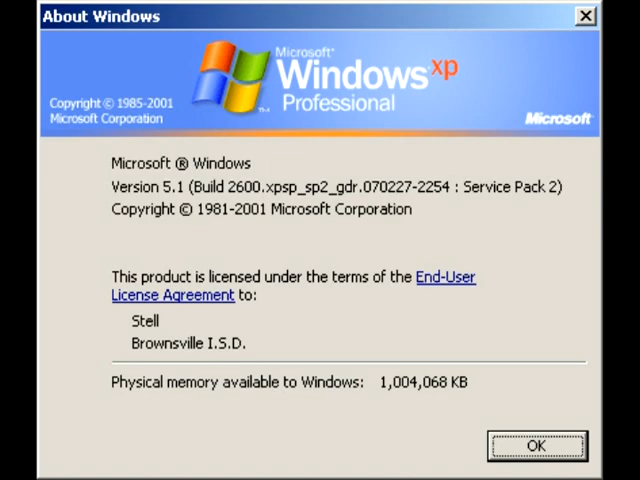 About Windows
Microsoft®
Windows xp
Professional
Copyright © 1985-2001
Microsoft Corporation
Microsoft
Microsoft ® Windows
Version 5.1 (Build 2600.xpsp_sp2_gdr.070227-2254 : Service Pack 2)
Copyright © 1981-2001 Microsoft Corporation
This product is licensed under the terms of the End-User
License Agreement to:
Stell
Brownsville I.S.D.
Physical memory available to Windows: 1,004,068 KB
OK